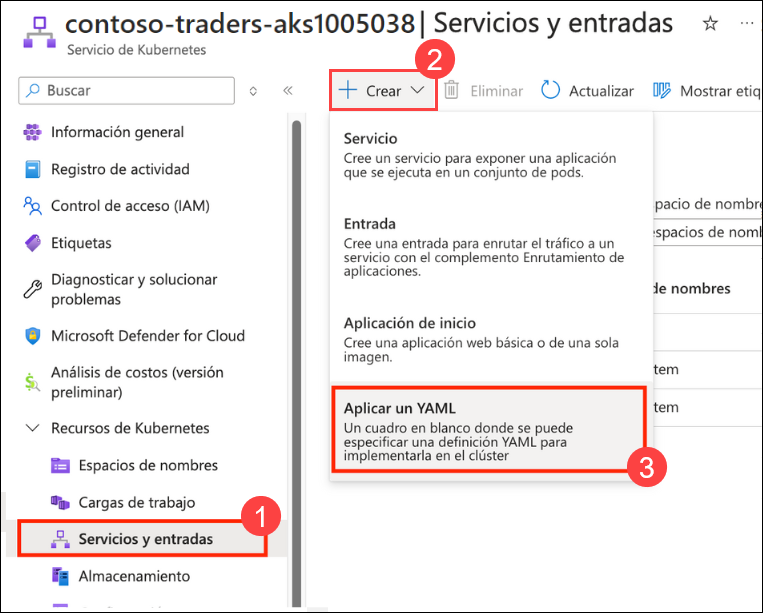 contoso-traders-aks1005038 | Servicios y entradas
Servicio de Kubernetes
2
Buscar
Crear
Eliminar
Actualizar
Mostrar etiq
Información general
Registro de actividad
Control de acceso (IAM)
Etiquetas
Diagnosticar y solucionar
problemas
Microsoft Defender for Cloud
Análisis de costos (versión
preliminar)
Recursos de Kubernetes
Espacios de nombres
Cargas de trabajo
1
Servicios y entradas
Almacenamiento
Servicio
Cree un servicio para exponer una aplicación
que se ejecuta en un conjunto de pods.
Entrada
Cree una entrada para enrutar el tráfico a un
servicio con el complemento Enrutamiento de
aplicaciones.
Aplicación de inicio
Cree una aplicación web básica o de una sola
imagen.
Aplicar un YAML
Un cuadro en blanco donde se puede
especificar una definición YAML para
implementarla en el clúster
3
spacio de nombre
espacios de nomb
de nombres
tem
tem